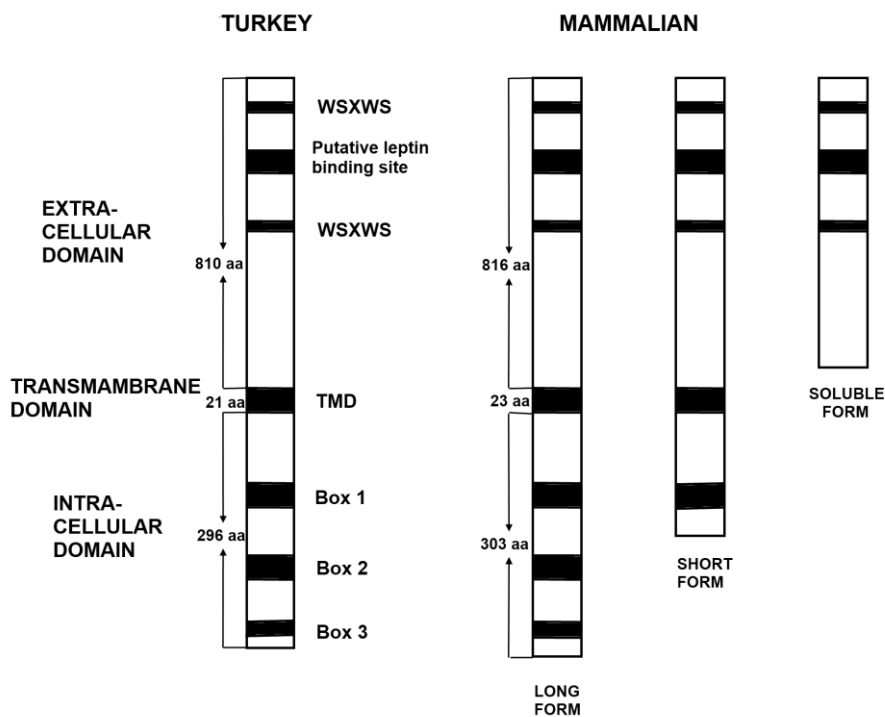 TURKEY
MAMMALIAN
WSXWS
Putative leptin
binding site
WSXWS
EXTRA-
CELLULAR
DOMAIN
810 aa
816 aa
TRANSMAMBRANE
DOMAIN
21 aa
TMD
23 aa
SOLUBLE
FORM
INTRA-
CELLULAR
DOMAIN
296 aa
Box 1
Box 2
Box 3
303 aa
SHORT
FORM
LONG
FORM